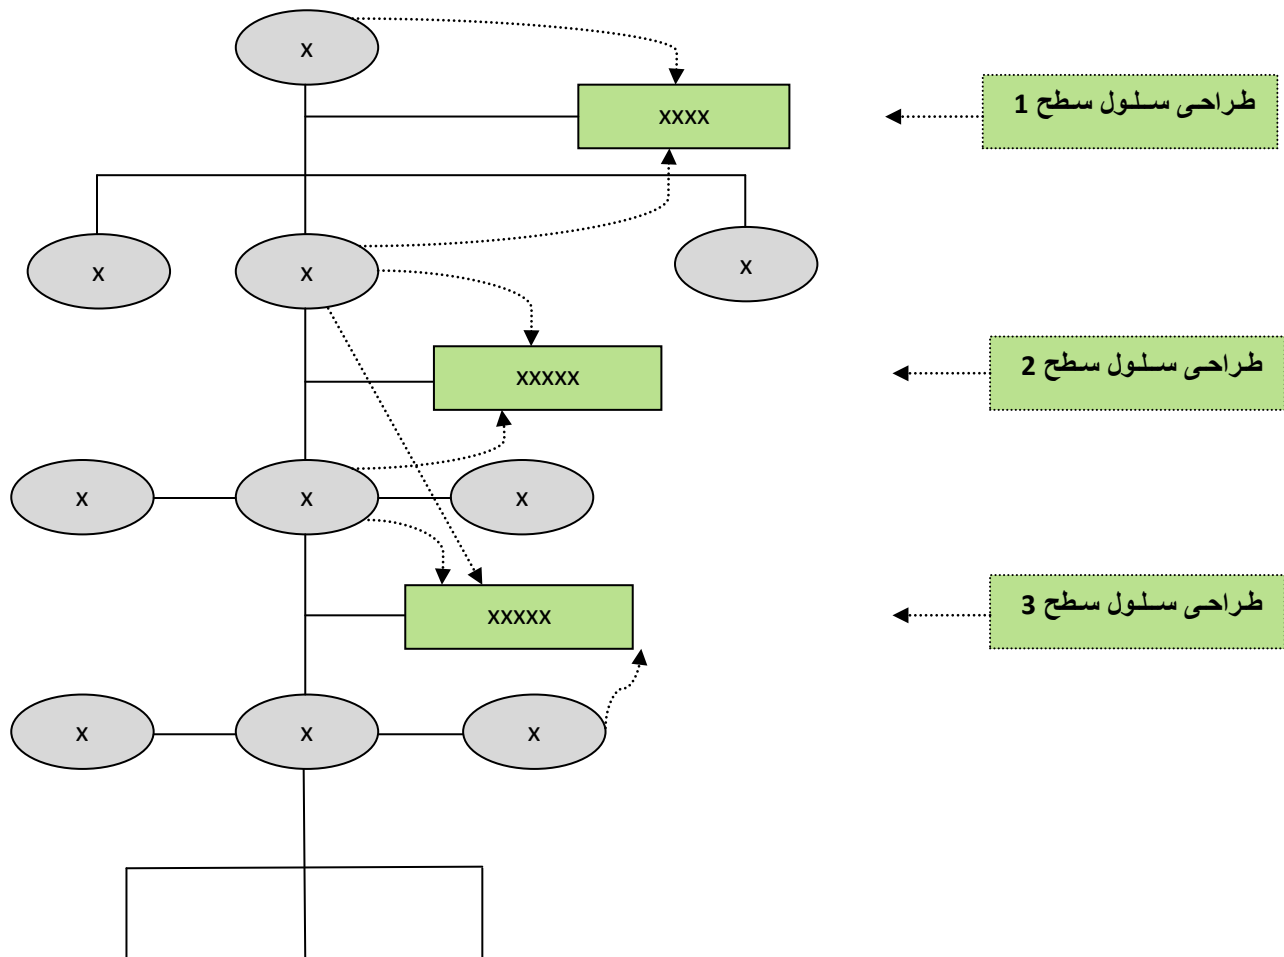 X
XXXX
طراحی سلول سطح 1
X
X
X
XXXXX
طراحی سلول سطح 2
X
X
X
XXXXX
طراحی سلول سطح 3
X
X
X